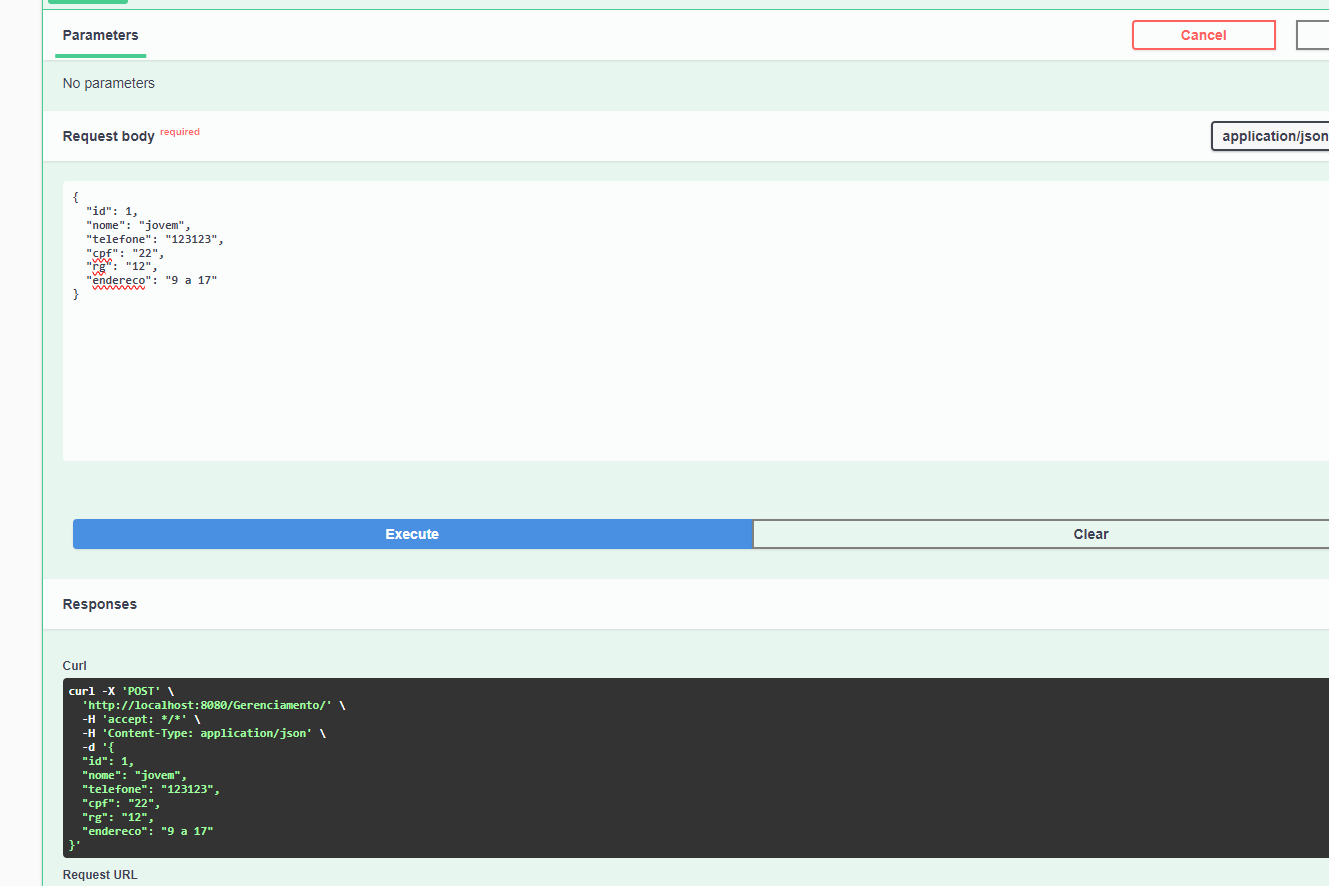 Parameters
Cancel
No parameters
Request body required
application/json
{
"id": 1,
"nome": "jovem",
"telefone": "123123",
"cpf": "22",
"rg": "12",
"endereco": "9 a 17"
}
Execute
Clear
Responses
Curl
curl -X 'POST' \
'http://localhost:8080/Gerenciamento/' \
-H 'accept: */*' \
-H 'Content-Type: application/json' \
-d '{
"id": 1,
"nome": "jovem",
"telefone": "123123",
"cpf": "22",
"rg": "12",
"endereco": "9 a 17"
}'
Request URL